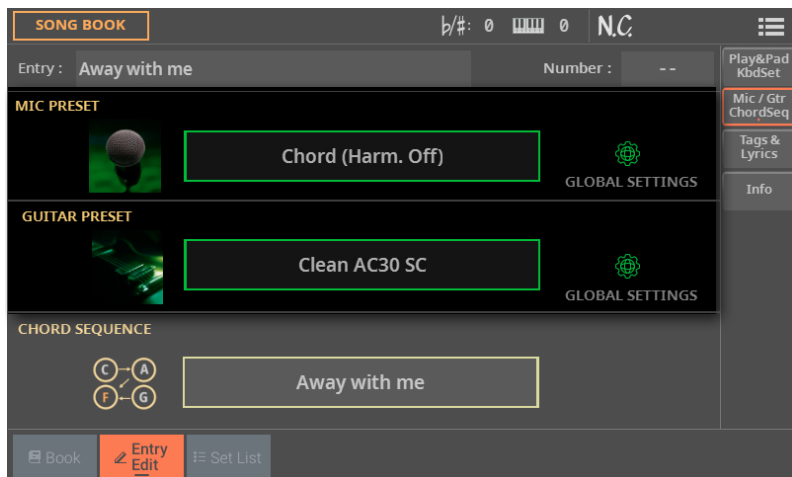 SONG BOOK
♭/#: 0 0 N.C.
Entry : Away with me Number : --
Play&Pad
KbdSet
MIC PRESET
Mic / Gtr
ChordSeq
Chord (Harm. Off)
GLOBAL SETTINGS
Tags &
Lyrics
Info
GUITAR PRESET
Clean AC30 SC
GLOBAL SETTINGS
CHORD SEQUENCE
C A
F G
Away with me
Book
Entry
Edit
Set List